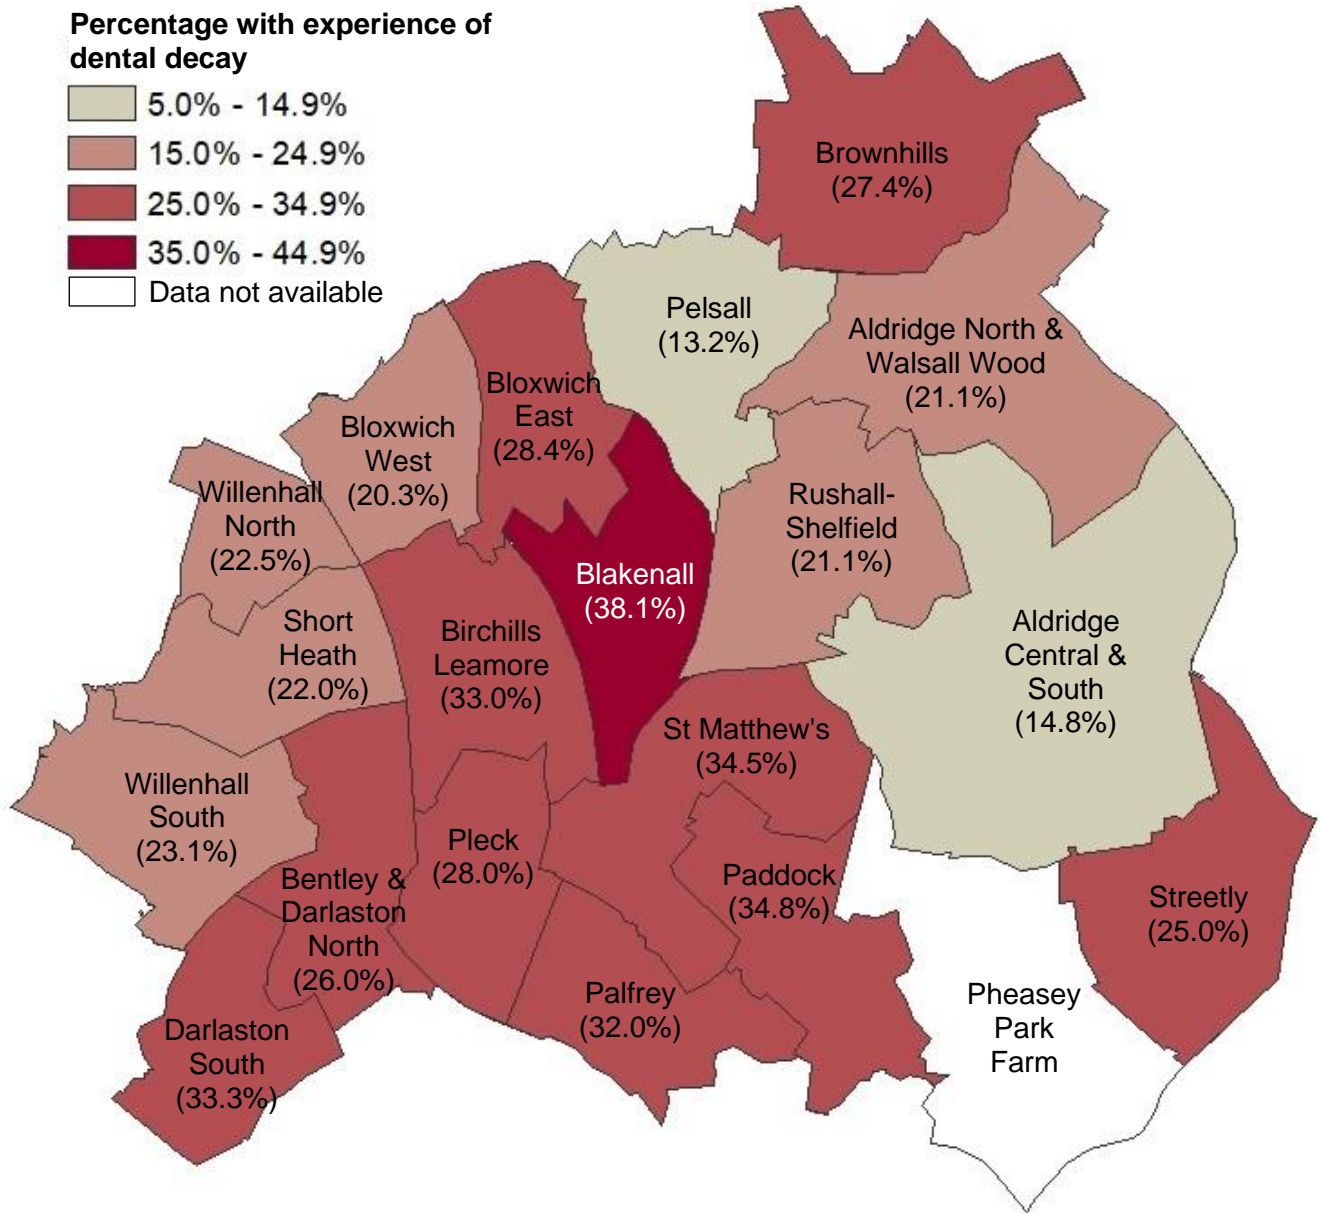 Percentage with experience of
dental decay
5.0% - 14.9%
15.0% - 24.9%
25.0% - 34.9%
35.0% - 44.9%
Data not available
Brownhills
(27.4%)
Pelsall
(13.2%)
Aldridge North &
Walsall Wood
(21.1%)
Bloxwich
East
(28.4%)
Bloxwich
West
(20.3%)
Willenhall
North
(22.5%)
Rushall-
Shelfield
(21.1%)
Blakenall
(38.1%)
Short
Heath
(22.0%)
Birchills
Leamore
(33.0%)
Aldridge
Central &
South
(14.8%)
St Matthew's
(34.5%)
Willenhall
South
(23.1%)
Pleck
(28.0%)
Bentley &
Darlaston
North
(26.0%)
Paddock
(34.8%)
Streetly
(25.0%)
Palfrey
(32.0%)
Pheasey
Park
Farm
Darlaston
South
(33.3%)